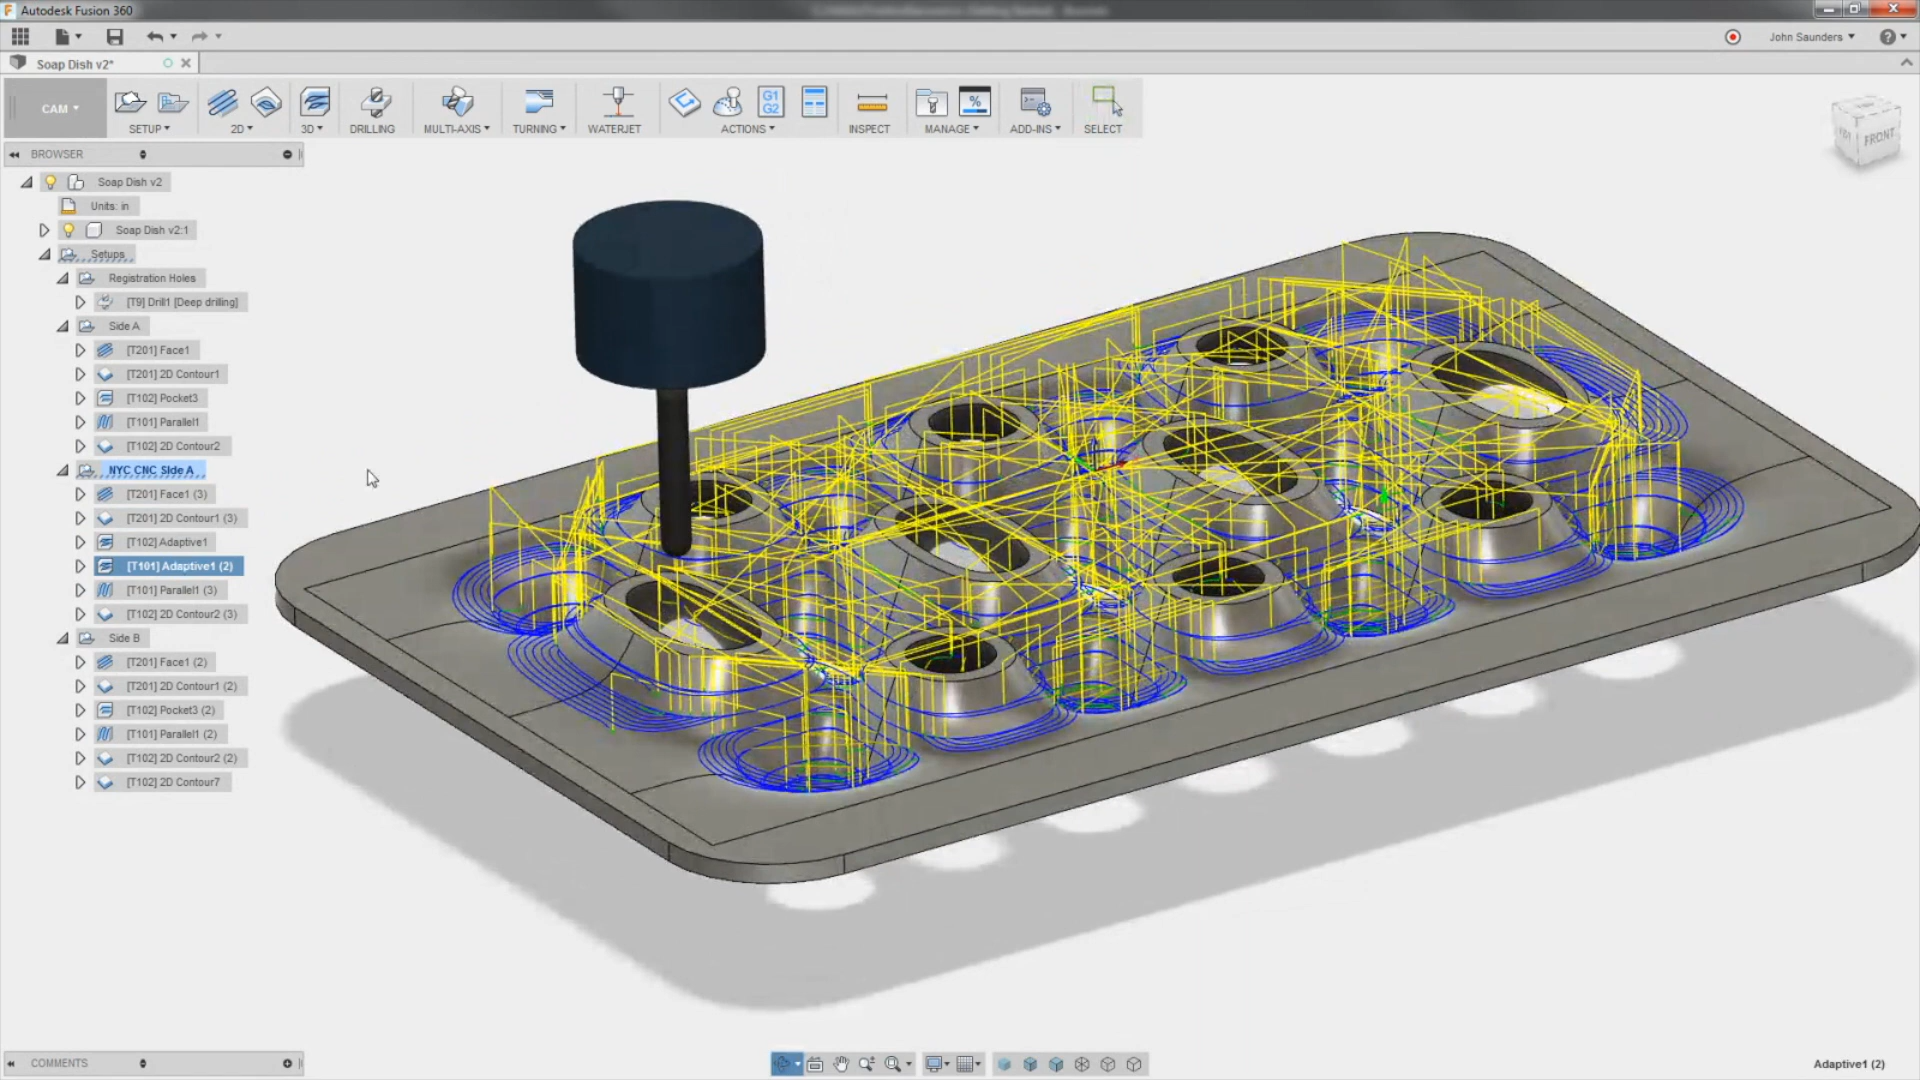 Autodesk Fusion 360
John Saunders
Soap Dish v2*
CAM
SETUP
2D
3D
DRILLING
MULTI-AXIS
TURNING
WATERJET
G1
G2
ACTIONS
INSPECT
%
MANAGE
ADD-INS
SELECT
FRONT
BROWSER
Soap Dish v2
Units: in
Soap Dish v2:1
Setups
Registration Holes
[T9] Drill1 [Deep drilling]
Side A
[T201] Face1
[T201] 2D Contour1
[T102] Pocket3
[T101] Parallel1
[T102] 2D Contour2
NYC CNC SIde A
[T201] Face1 (3)
[T201] 2D Contour1 (3)
[T102] Adaptive1
[T101] Adaptive1 (2)
[T101] Parallel1 (3)
[T102] 2D Contour2 (3)
Side B
[T201] Face1 (2)
[T201] 2D Contour1 (2)
[T102] Pocket3 (2)
[T101] Parallel1 (2)
[T102] 2D Contour2 (2)
[T102] 2D Contour7
COMMENTS
Adaptive1 (2)